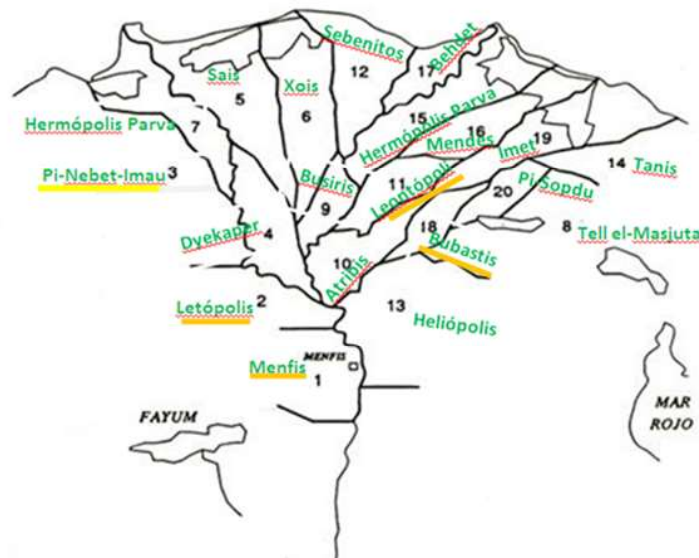 Sebenitos
Behdet
12
17
Sais
Xois
5
6
15
Hermópolis Parva
7
Hermópolis Parva
16
Mendes
19
Imet
Pi-Nebet-Imau
3
14
Tanis
Busiris
11
Leontópoli
20
Pi Sopdu
9
Dyekaper
4
18
Bubastis
8
Tell el-Masjuta
10
Atribis
Letópolis
2
13
Heliópolis
Menfis
MENFIS
1
FAYUM
MAR
ROJO